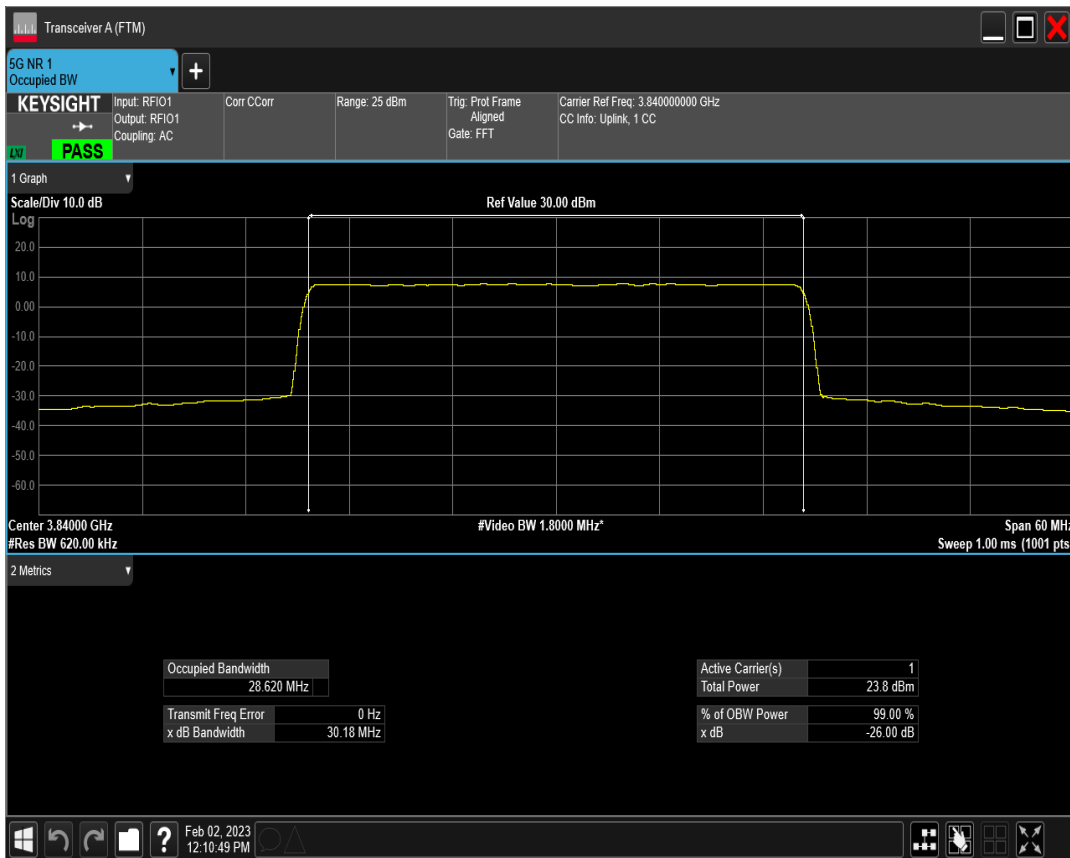 Transceiver A (FTM)
5G NR 1
Occupied BW
+
KEYSIGHT
LXI
PASS
Input: RFIO1
Output: RFIO1
Coupling: AC
Corr CCorr
Range: 25 dBm
Trig: Prot Frame
Aligned
Gate: FFT
Carrier Ref Freq: 3.840000000 GHz
CC Info: Uplink, 1 CC
1 Graph
Scale/Div 10.0 dB
Ref Value 30.00 dBm
Log
20.0
10.0
0.00
-10.0
-20.0
-30.0
-40.0
-50.0
-60.0
Center 3.84000 GHz
#Video BW 1.8000 MHz*
Span 60 MHz
#Res BW 620.00 kHz
Sweep 1.00 ms (1001 pts
2 Metrics
Occupied Bandwidth
28.620 MHz
Transmit Freq Error 0 Hz
x dB Bandwidth 30.18 MHz
Active Carrier(s) 1
Total Power 23.8 dBm
% of OBW Power 99.00 %
x dB -26.00 dB
?
Feb 02, 2023
12:10:49 PM